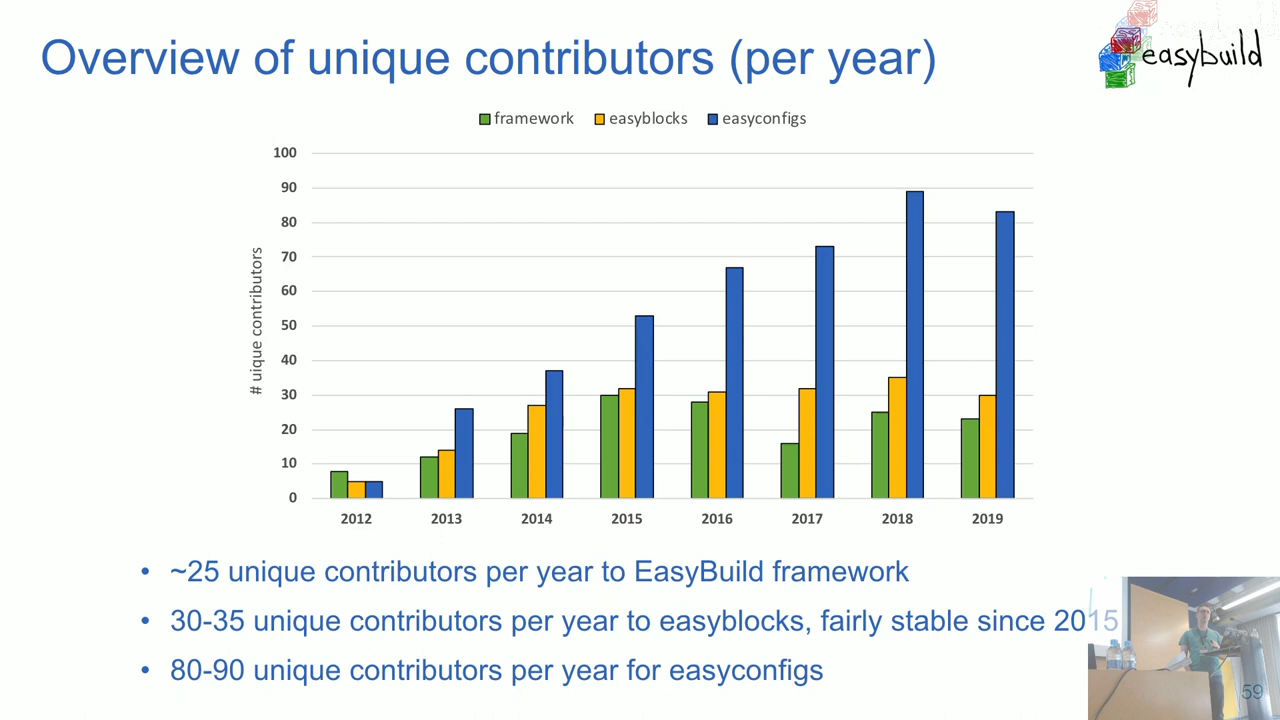 Overview of unique contributors (per year)
easybuild
framework easyblocks easyconfigs
100
90
80
70
60
50
40
30
20
10
0
# uique contributors
2012 2013 2014 2015 2016 2017 2018 2019
• ~25 unique contributors per year to EasyBuild framework
• 30-35 unique contributors per year to easyblocks, fairly stable since 2015
• 80-90 unique contributors per year for easyconfigs
59